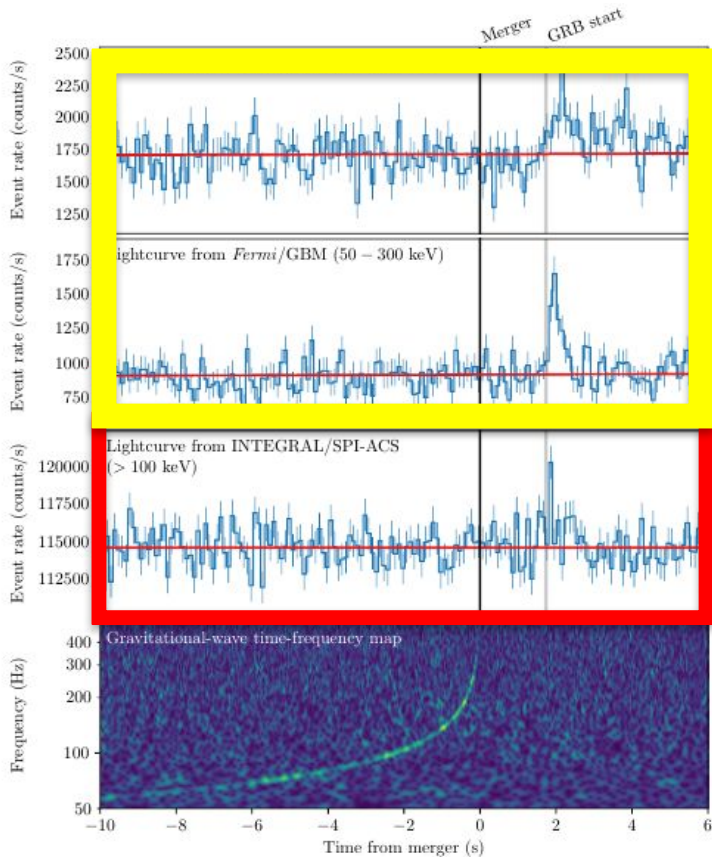 Merger
GRB start
Event rate (counts/s)
2500
2250
2000
1750
1500
1250
Event rate (counts/s)
ightcurve from Fermi/GBM (50 − 300 keV)
1750
1500
1250
1000
750
Event rate (counts/s)
Lightcurve from INTEGRAL/SPI-ACS
(> 100 keV)
120000
117500
115000
112500
Frequency (Hz)
Gravitational-wave time-frequency map
400
300
200
100
50
−10 −8 −6 −4 −2 0 2 4 6
Time from merger (s)